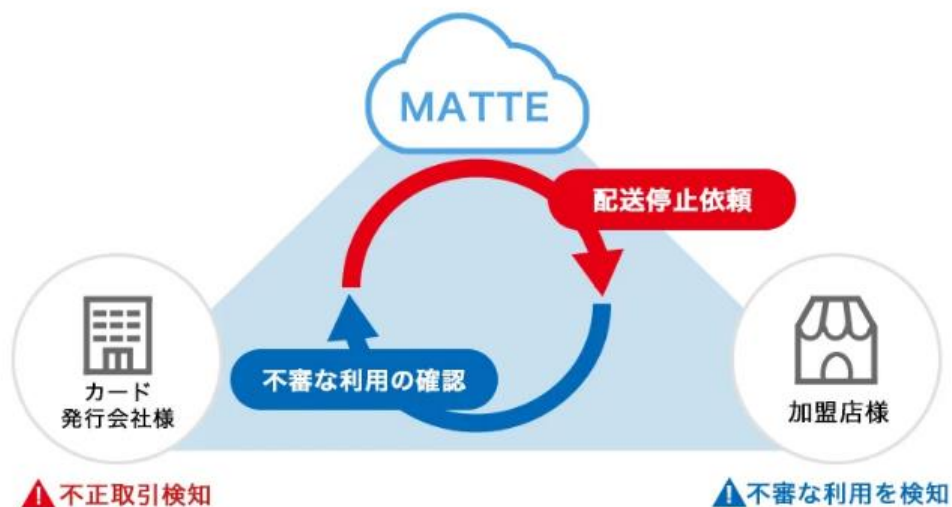 MATTE
配送停止依頼
カード
発行会社様
不審な利用の確認
加盟店様
不正取引検知
不審な利用を検知